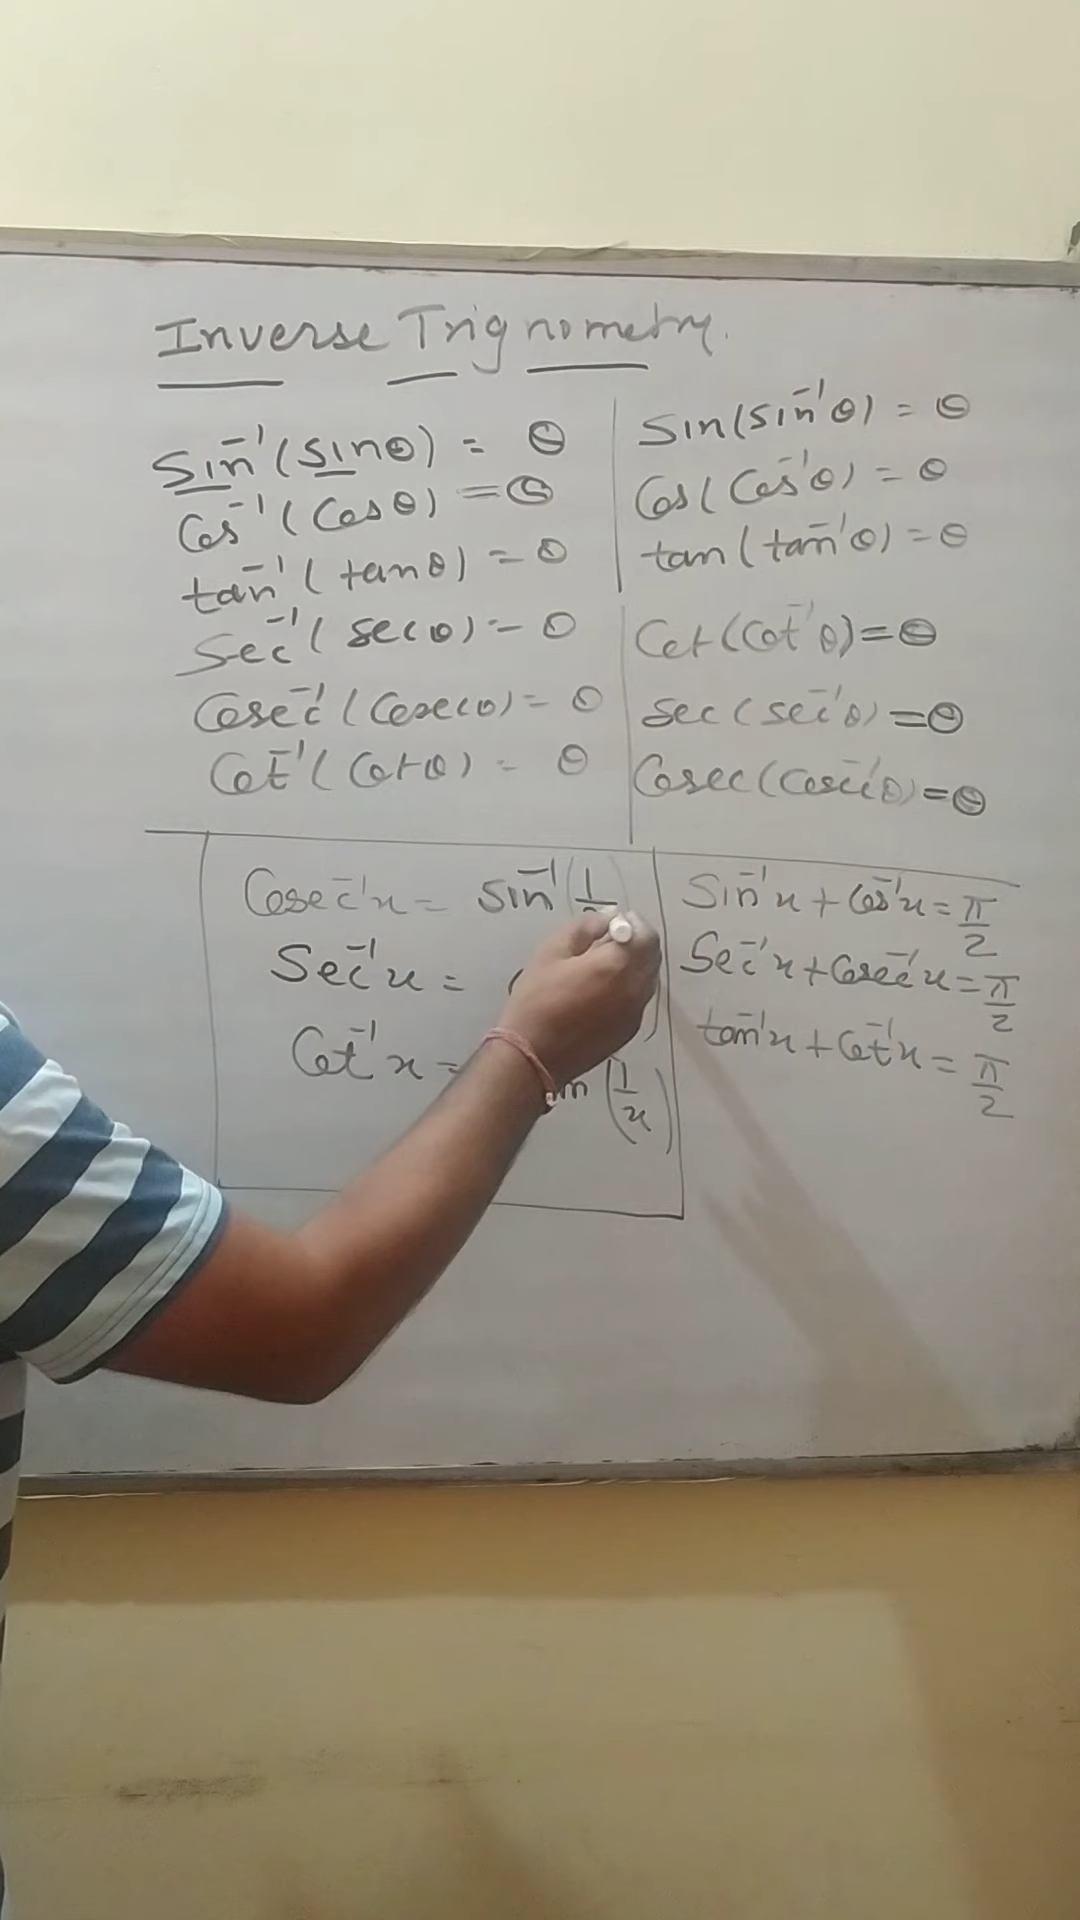 Inverse Trignometry.
Sin⁻¹(sinθ) = θ
Cos⁻¹(Cosθ) = θ
tan⁻¹(tanθ) = θ
Sec⁻¹(secθ) = θ
Cosec⁻¹(Cosecθ) = θ
Cot⁻¹(Cotθ) = θ
Sin(Sin⁻¹θ) = θ
Cos(Cos⁻¹θ) = θ
tan(tan⁻¹θ) = θ
Cot(Cot⁻¹θ) = θ
sec(sec⁻¹θ) = θ
Cosec(Cosec⁻¹θ) = θ
Cosec⁻¹x = sin⁻¹(1/
Sec⁻¹x =
Cot⁻¹x = (1/x)
Sin⁻¹x + Cos⁻¹x = π/2
Sec⁻¹x + Cosec⁻¹x = π/2
tan⁻¹x + Cot⁻¹x = π/2